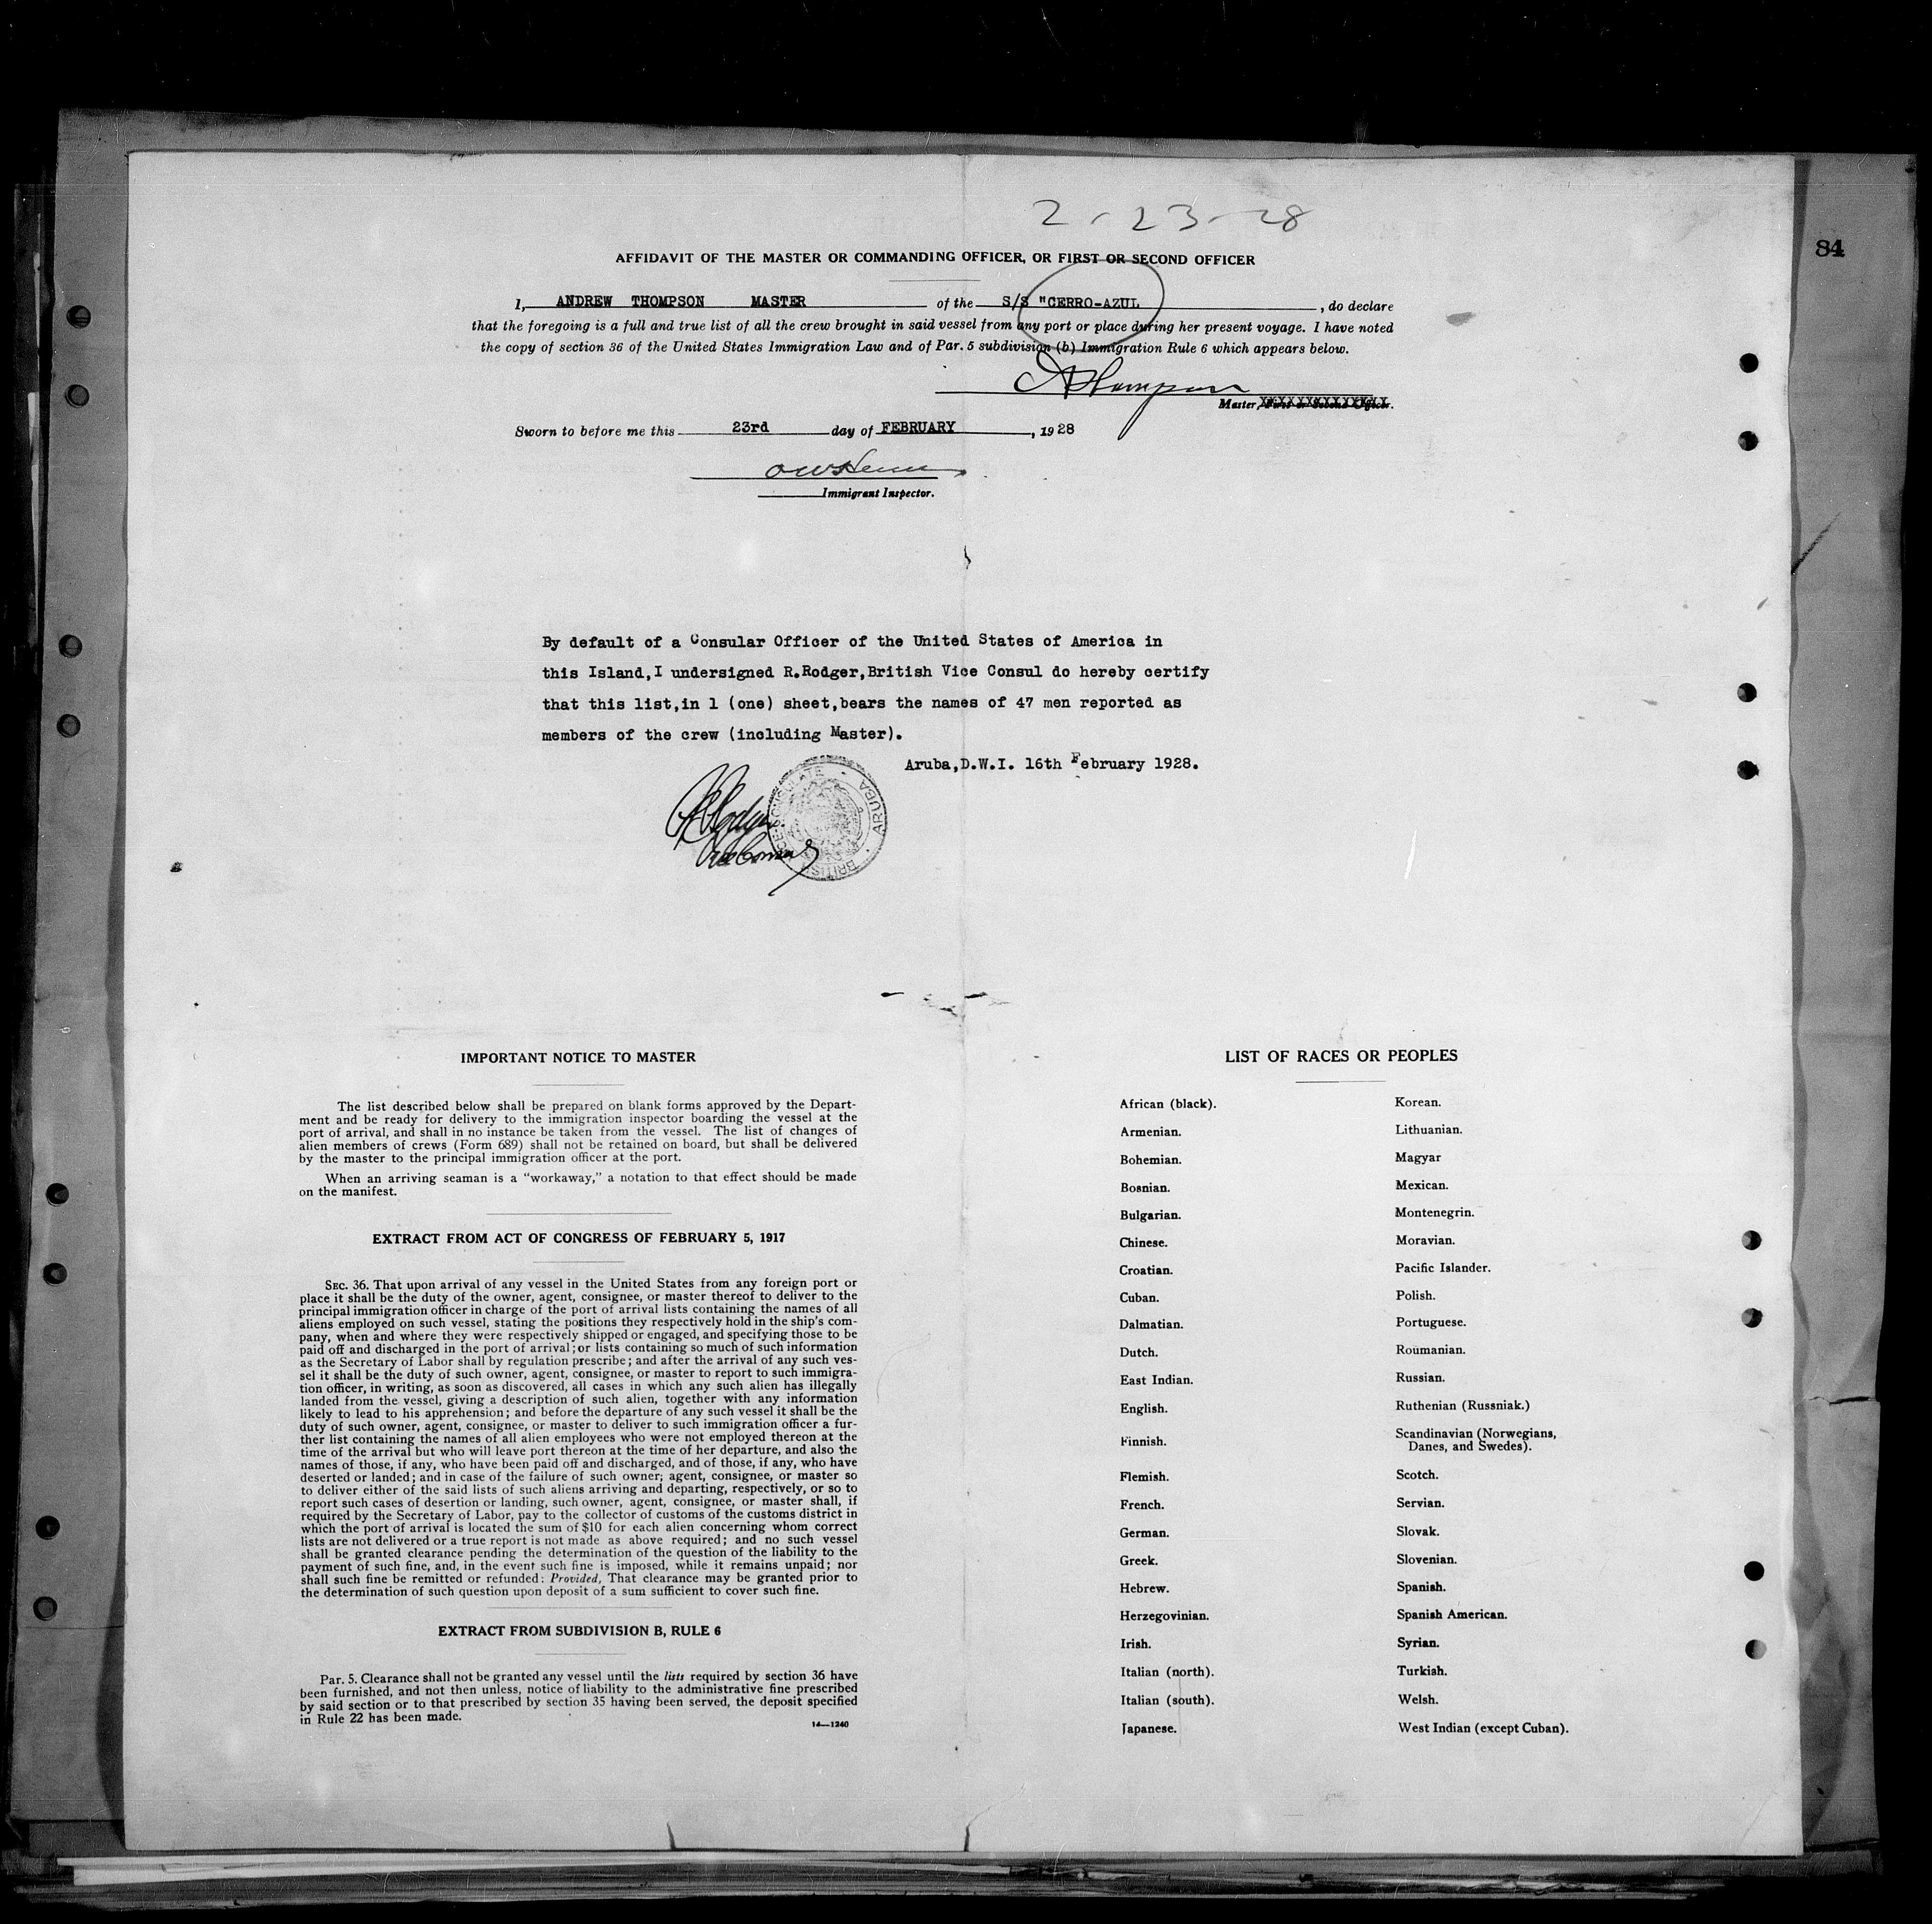 2-23-28
84
AFFIDAVIT OF THE MASTER OR COMMANDING OFFICER, OR FIRST OR SECOND OFFICER
I, ANDREW THOMPSON MASTER of the S/S "CERRO-AZUL , do declare
that the foregoing is a full and true list of all the crew brought in said vessel from any port or place during her present voyage. I have noted
the copy of section 36 of the United States Immigration Law and of Par. 5 subdivision (b) Immigration Rule 6 which appears below.
AThompson
Master, First or Second Officer.
Sworn to before me this 23rd day of FEBRUARY , 1928
Immigrant Inspector.
By default of a Consular Officer of the United States of America in
this Island,I undersigned R.Rodger,British Vice Consul do hereby certify
that this list,in 1 (one) sheet,bears the names of 47 men reported as
members of the crew (including Master).
Aruba,D.W.I. 16th February 1928.
RRodger
Vice Consul
BRITISH VICE CONSULATE ARUBA
IMPORTANT NOTICE TO MASTER
The list described below shall be prepared on blank forms approved by the Depart-
ment and be ready for delivery to the immigration inspector boarding the vessel at the
port of arrival, and shall in no instance be taken from the vessel. The list of changes of
alien members of crews (Form 689) shall not be retained on board, but shall be delivered
by the master to the principal immigration officer at the port.
When an arriving seaman is a "workaway," a notation to that effect should be made
on the manifest.
EXTRACT FROM ACT OF CONGRESS OF FEBRUARY 5, 1917
SEC. 36. That upon arrival of any vessel in the United States from any foreign port or
place it shall be the duty of the owner, agent, consignee, or master thereof to deliver to the
principal immigration officer in charge of the port of arrival lists containing the names of all
aliens employed on such vessel, stating the positions they respectively hold in the ship's com-
pany, when and where they were respectively shipped or engaged, and specifying those to be
paid off and discharged in the port of arrival; or lists containing so much of such information
as the Secretary of Labor shall by regulation prescribe; and after the arrival of any such ves-
sel it shall be the duty of such owner, agent, consignee, or master to report to such immigra-
tion officer, in writing, as soon as discovered, all cases in which any such alien has illegally
landed from the vessel, giving a description of such alien, together with any information
likely to lead to his apprehension; and before the departure of any such vessel it shall be the
duty of such owner, agent, consignee, or master to deliver to such immigration officer a fur-
ther list containing the names of all alien employees who were not employed thereon at the
time of the arrival but who will leave port thereon at the time of her departure, and also the
names of those, if any, who have been paid off and discharged, and of those, if any, who have
deserted or landed; and in case of the failure of such owner; agent, consignee, or master so
to deliver either of the said lists of such aliens arriving and departing, respectively, or so to
report such cases of desertion or landing, such owner, agent, consignee, or master shall, if
required by the Secretary of Labor, pay to the collector of customs of the customs district in
which the port of arrival is located the sum of $10 for each alien concerning whom correct
lists are not delivered or a true report is not made as above required; and no such vessel
shall be granted clearance pending the determination of the question of the liability to the
payment of such fine, and, in the event such fine is imposed, while it remains unpaid; nor
shall such fine be remitted or refunded: Provided, That clearance may be granted prior to
the determination of such question upon deposit of a sum sufficient to cover such fine.
EXTRACT FROM SUBDIVISION B, RULE 6
Par. 5. Clearance shall not be granted any vessel until the lists required by section 36 have
been furnished, and not then unless, notice of liability to the administrative fine prescribed
by said section or to that prescribed by section 35 having been served, the deposit specified
in Rule 22 has been made.
14—1240
LIST OF RACES OR PEOPLES
African (black).
Armenian.
Bohemian.
Bosnian.
Bulgarian.
Chinese.
Croatian.
Cuban.
Dalmatian.
Dutch.
East Indian.
English.
Finnish.
Flemish.
French.
German.
Greek.
Hebrew.
Herzegovinian.
Irish.
Italian (north).
Italian (south).
Japanese.
Korean.
Lithuanian.
Magyar
Mexican.
Montenegrin.
Moravian.
Pacific Islander.
Polish.
Portuguese.
Roumanian.
Russian.
Ruthenian (Russniak.)
Scandinavian (Norwegians,
Danes, and Swedes).
Scotch.
Servian.
Slovak.
Slovenian.
Spanish.
Spanish American.
Syrian.
Turkish.
Welsh.
West Indian (except Cuban).